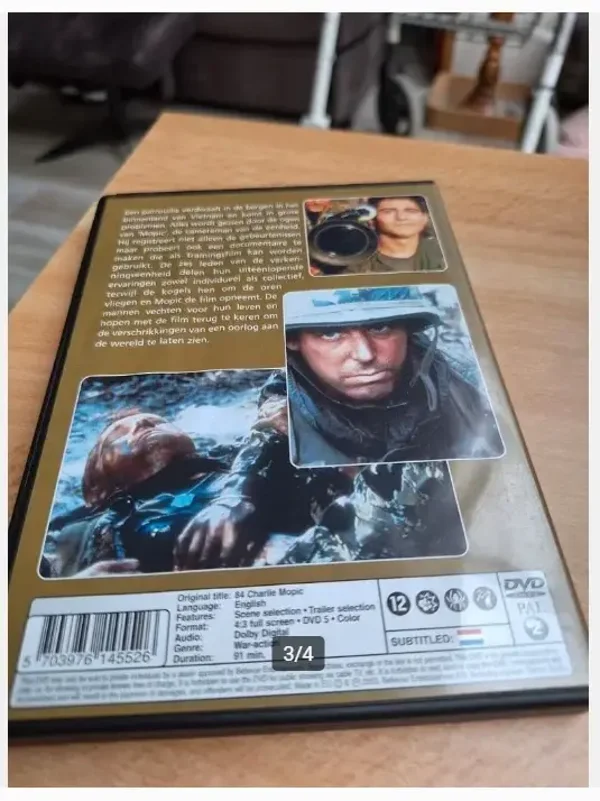 Een patrouille verdwaalt in de bergen in het
binnenland van Vietnam en komt in grote
problemen. Alles wordt gezien door de ogen
van 'Mopic', de cameraman van de eenheid.
Hij registreert niet alleen de gebeurtenissen
maar probeert ook een documentaire te
maken die als trainingsfilm kan worden
gebruikt. De zes leden van de verken-
ningseenheid delen hun uiteenlopende
ervaringen zowel individueel als collectief,
terwijl de kogels hen om de oren
vliegen en Mopic de film opneemt. De
mannen vechten voor hun leven en
hopen met de film terug te keren om
de verschrikkingen van een oorlog aan
de wereld te laten zien.
Original title: 84 Charlie Mopic
Language: English
Features: Scene selection • Trailer selection
Format: 4:3 full screen • DVD 5 • Color
Audio: Dolby Digital
Genre: War-action
Duration: 91 min.
5 703976 145526
12
SUBTITLED:
DVD
PAL
2
3/4